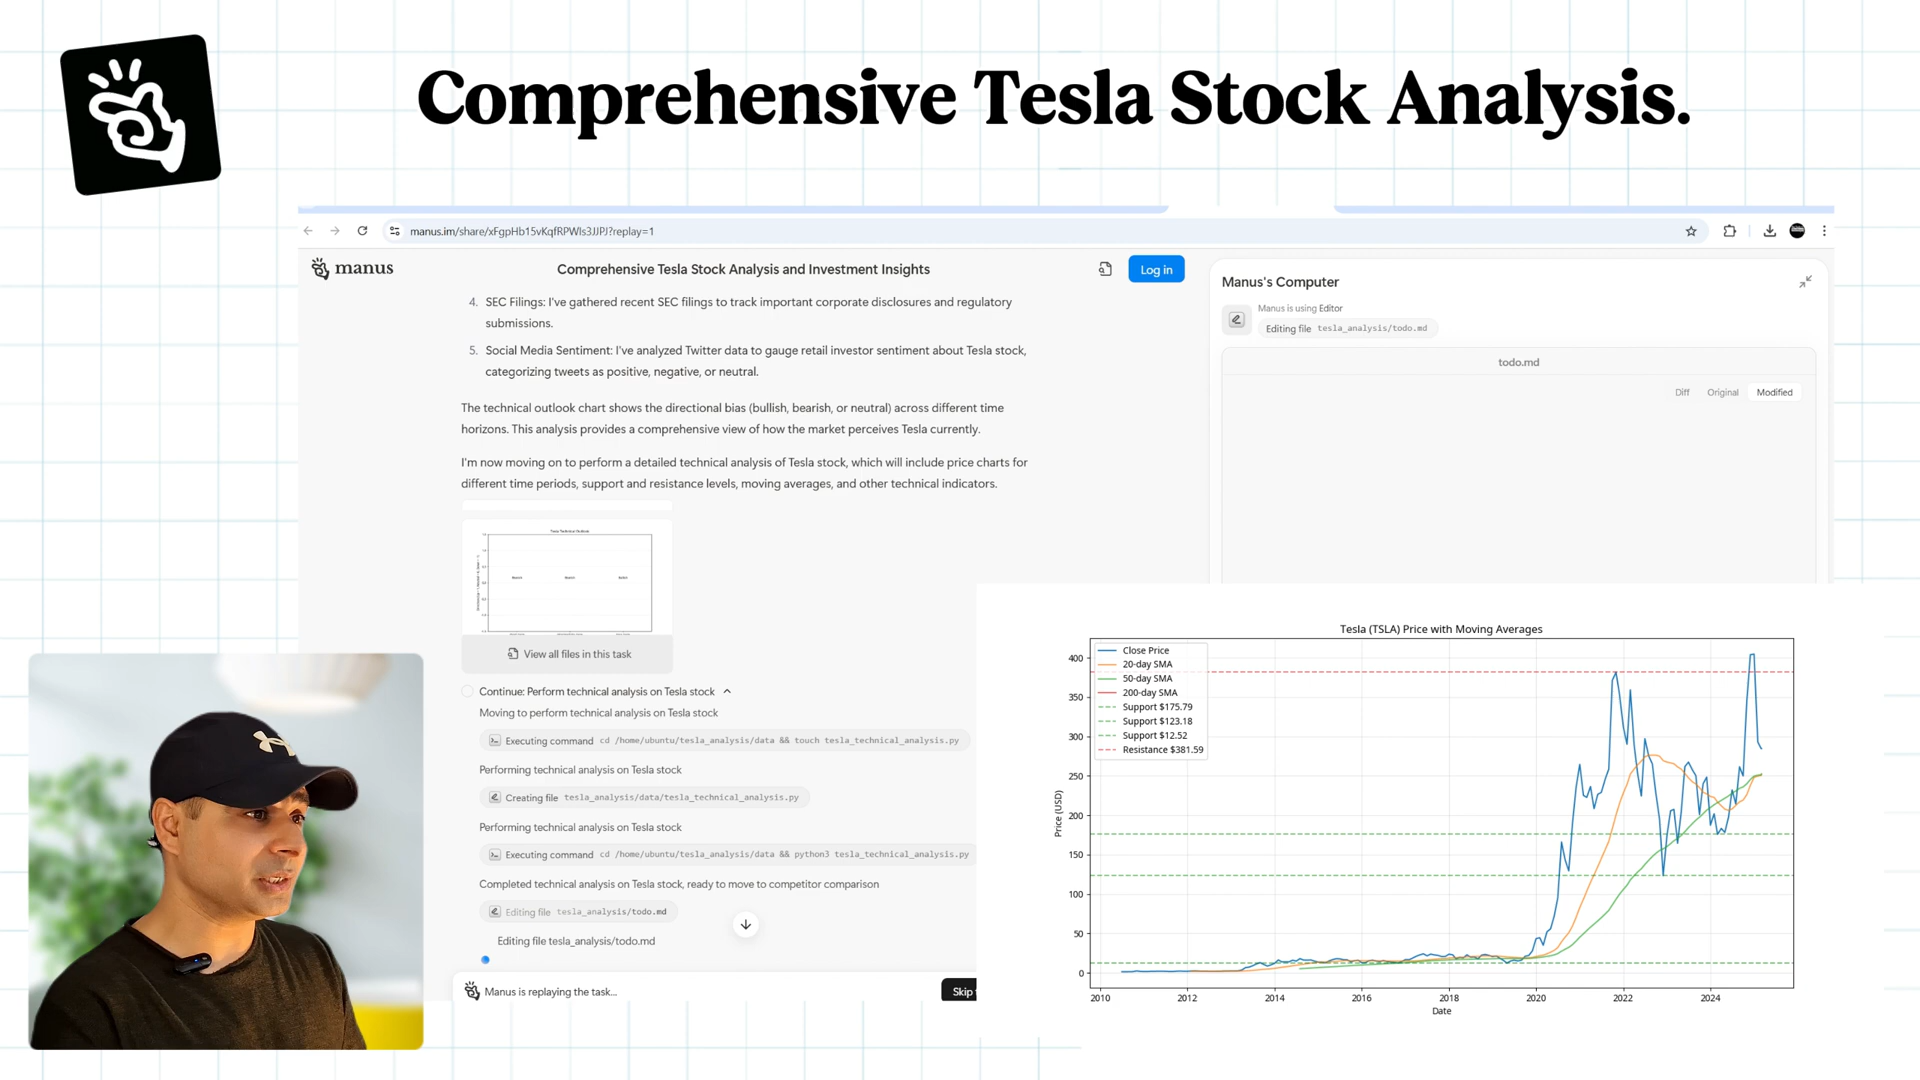 Comprehensive Tesla Stock Analysis.
manus.im/share/xFgpHb15vKqfRPWls3JJPJ?replay=1
manus
Comprehensive Tesla Stock Analysis and Investment Insights
Log in
4. SEC Filings: I've gathered recent SEC filings to track important corporate disclosures and regulatory
submissions.
5. Social Media Sentiment: I've analyzed Twitter data to gauge retail investor sentiment about Tesla stock,
categorizing tweets as positive, negative, or neutral.
The technical outlook chart shows the directional bias (bullish, bearish, or neutral) across different time
horizons. This analysis provides a comprehensive view of how the market perceives Tesla currently.
I'm now moving on to perform a detailed technical analysis of Tesla stock, which will include price charts for
different time periods, support and resistance levels, moving averages, and other technical indicators.
Tesla Technical Outlook
View all files in this task
Continue: Perform technical analysis on Tesla stock
Moving to perform technical analysis on Tesla stock
Executing command cd /home/ubuntu/tesla_analysis/data && touch tesla_technical_analysis.py
Performing technical analysis on Tesla stock
Creating file tesla_analysis/data/tesla_technical_analysis.py
Performing technical analysis on Tesla stock
Executing command cd /home/ubuntu/tesla_analysis/data && python3 tesla_technical_analysis.py
Completed technical analysis on Tesla stock, ready to move to competitor comparison
Editing file tesla_analysis/todo.md
Editing file tesla_analysis/todo.md
Manus is replaying the task...
Skip
Manus's Computer
Manus is using Editor
Editing file tesla_analysis/todo.md
todo.md
Diff Original Modified
Tesla (TSLA) Price with Moving Averages
Close Price
20-day SMA
50-day SMA
200-day SMA
Support $175.79
Support $123.18
Support $12.52
Resistance $381.59
Price (USD)
400
350
300
250
200
150
100
50
0
2010 2012 2014 2016 2018 2020 2022 2024
Date